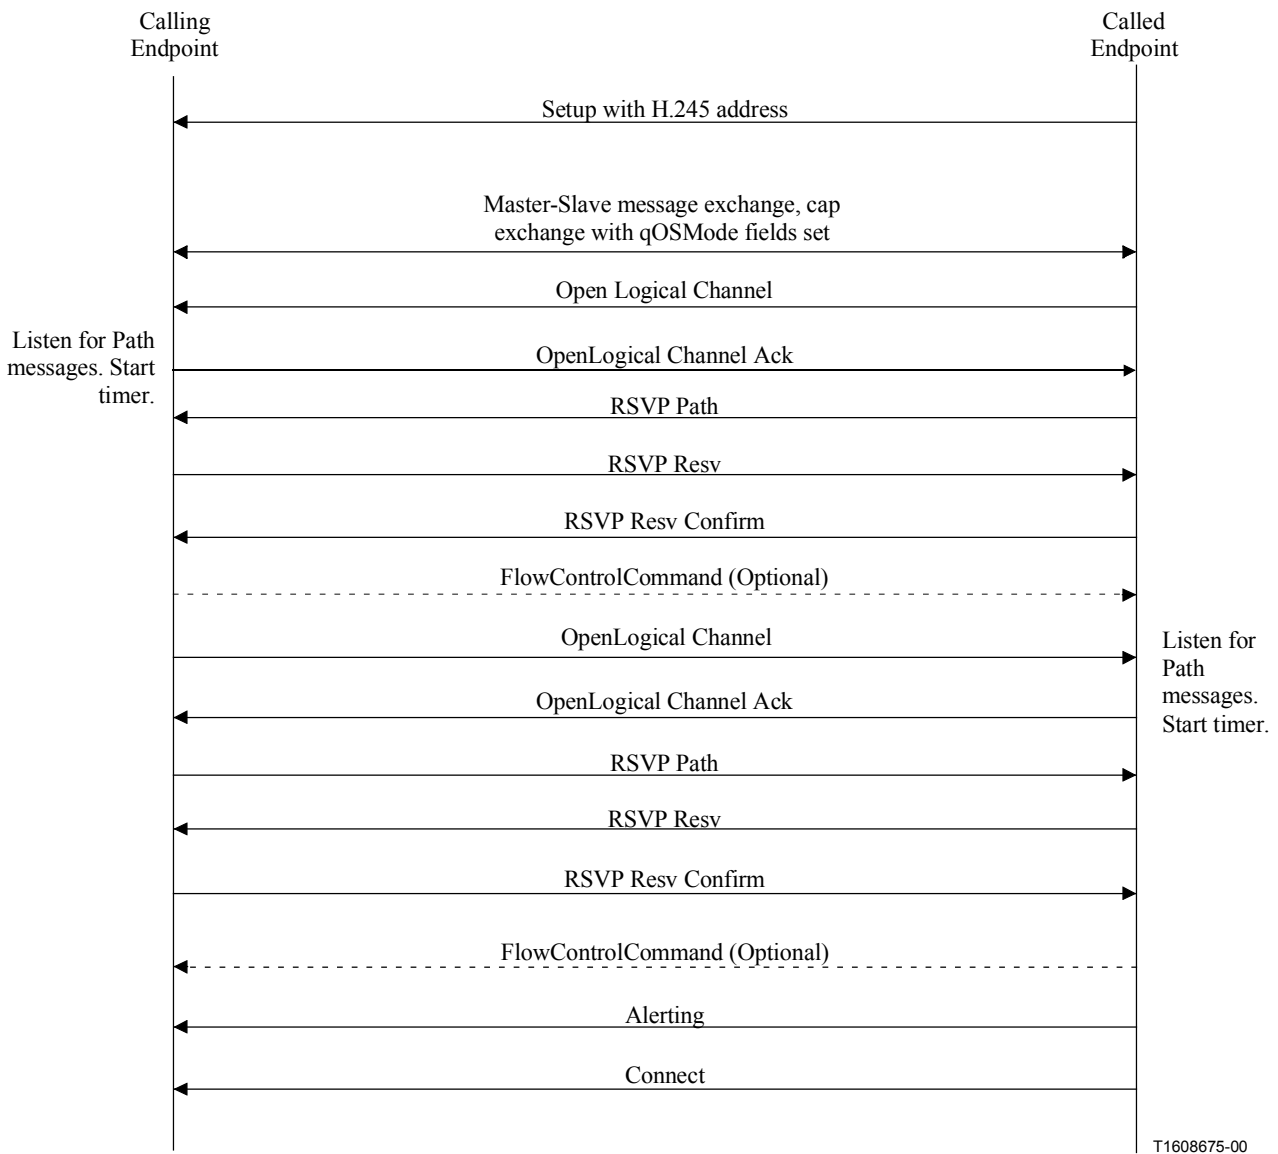 Calling
Endpoint
Called
Endpoint
Setup with H.245 address
Master-Slave message exchange, cap
exchange with qOSMode fields set
Open Logical Channel
Listen for Path
messages. Start
timer.
OpenLogical Channel Ack
RSVP Path
RSVP Resv
RSVP Resv Confirm
FlowControlCommand (Optional)
OpenLogical Channel
Listen for
Path
messages.
Start timer.
OpenLogical Channel Ack
RSVP Path
RSVP Resv
RSVP Resv Confirm
FlowControlCommand (Optional)
Alerting
Connect
T1608675-00